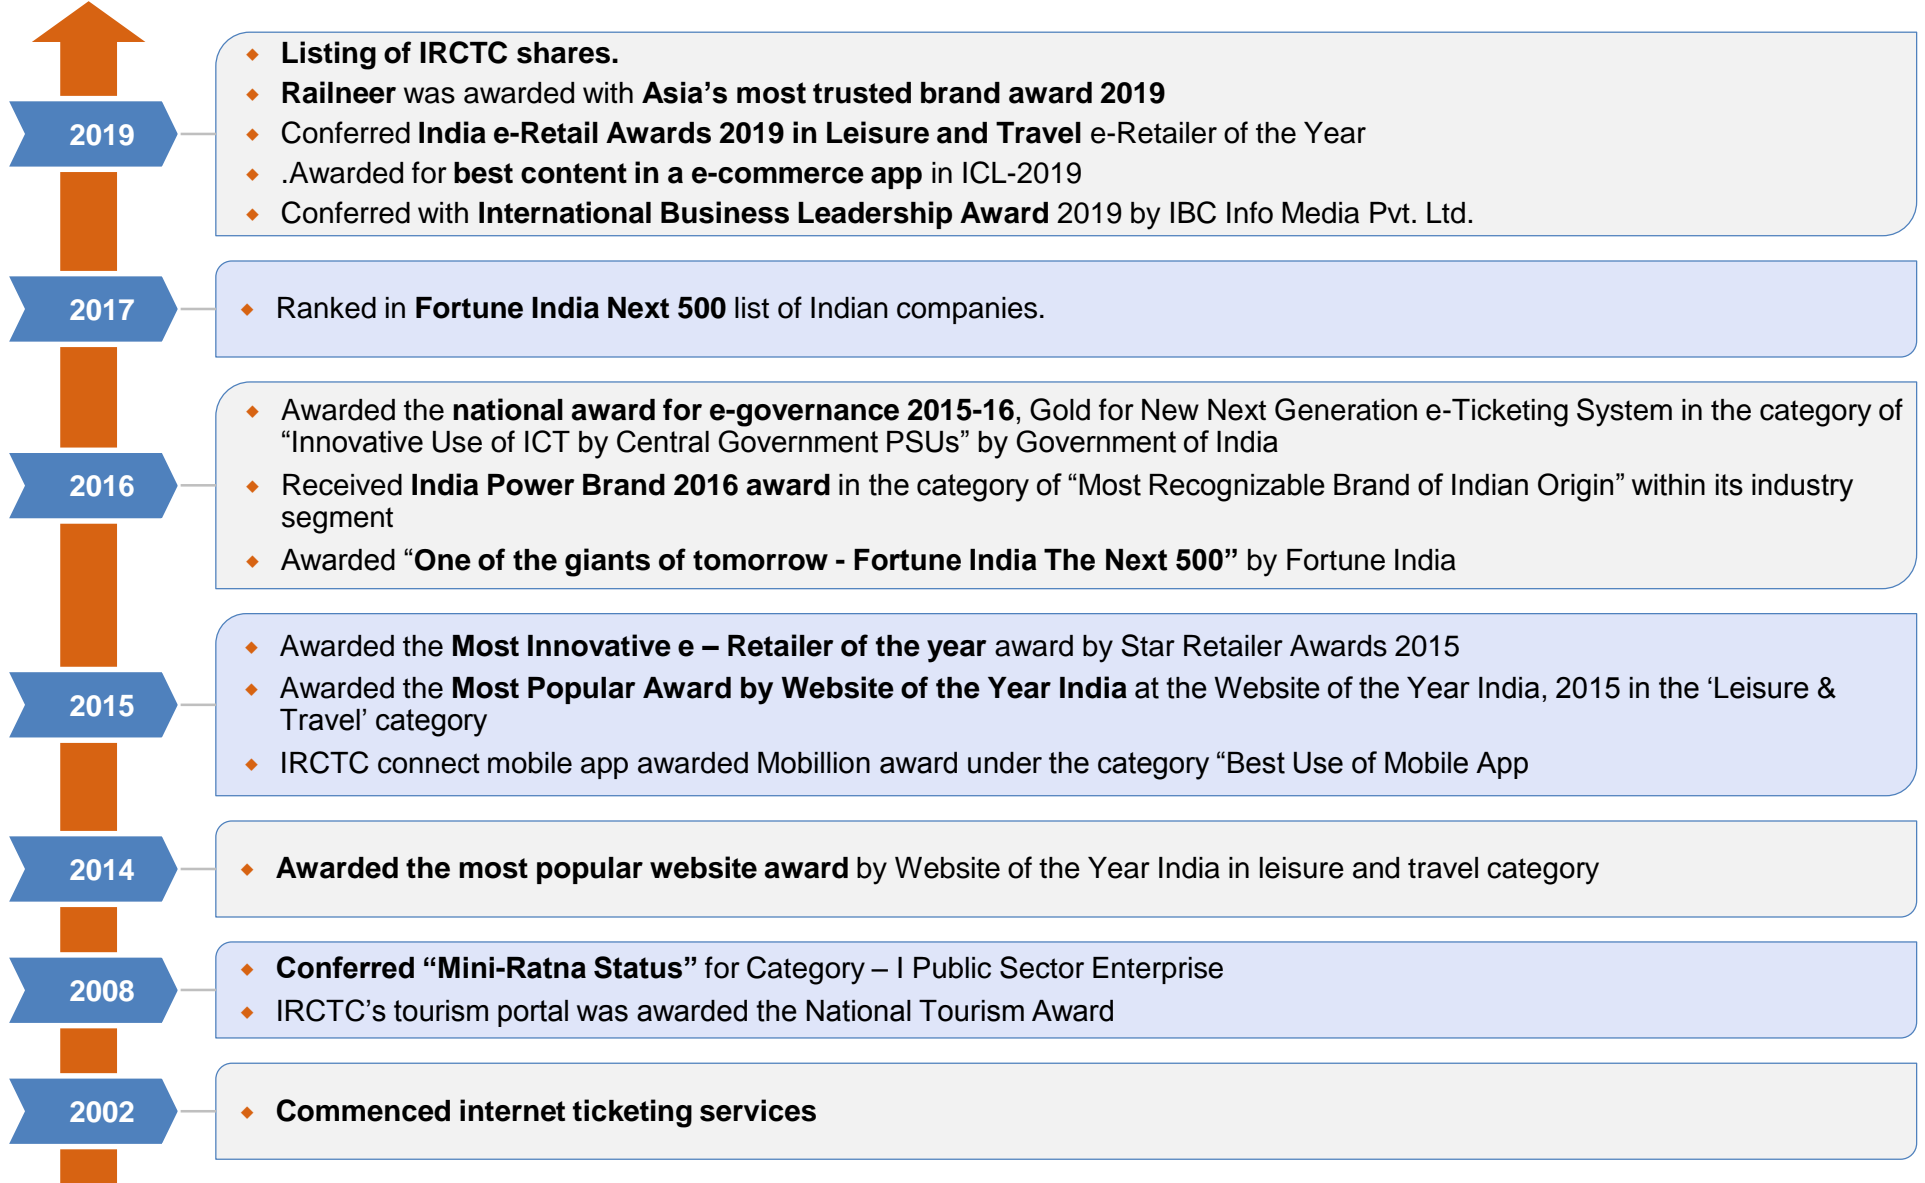 2019
Listing of IRCTC shares.
Railneer was awarded with Asia’s most trusted brand award 2019
Conferred India e-Retail Awards 2019 in Leisure and Travel e-Retailer of the Year
.Awarded for best content in a e-commerce app in ICL-2019
Conferred with International Business Leadership Award 2019 by IBC Info Media Pvt. Ltd.
2017
Ranked in Fortune India Next 500 list of Indian companies.
2016
Awarded the national award for e-governance 2015-16, Gold for New Next Generation e-Ticketing System in the category of
“Innovative Use of ICT by Central Government PSUs” by Government of India
Received India Power Brand 2016 award in the category of “Most Recognizable Brand of Indian Origin” within its industry
segment
Awarded “One of the giants of tomorrow - Fortune India The Next 500” by Fortune India
2015
Awarded the Most Innovative e – Retailer of the year award by Star Retailer Awards 2015
Awarded the Most Popular Award by Website of the Year India at the Website of the Year India, 2015 in the ‘Leisure &
Travel’ category
IRCTC connect mobile app awarded Mobillion award under the category “Best Use of Mobile App
2014
Awarded the most popular website award by Website of the Year India in leisure and travel category
2008
Conferred “Mini-Ratna Status” for Category – I Public Sector Enterprise
IRCTC’s tourism portal was awarded the National Tourism Award
2002
Commenced internet ticketing services